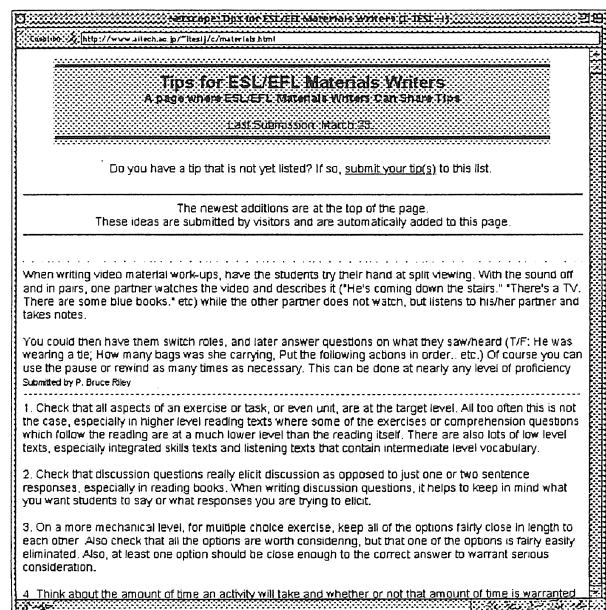 Netscape: Tips for ESL/EFL Materials Writers (I-TESL-J)
http://www.aitech.ac.jp/~iteslj/c/materials.html
Tips for ESL/EFL Materials Writers
A page where ESL/EFL Materials Writers Can Share Tips
Last Submission: March 23
Do you have a tip that is not yet listed? If so, submit your tip(s) to this list.
The newest additions are at the top of the page.
These ideas are submitted by visitors and are automatically added to this page.
When writing video material work-ups, have the students try their hand at split viewing. With the sound off
and in pairs, one partner watches the video and describes it ("He's coming down the stairs." "There's a TV.
There are some blue books." etc) while the other partner does not watch, but listens to his/her partner and
takes notes.
You could then have them switch roles, and later answer questions on what they saw/heard (T/F: He was
wearing a tie; How many bags was she carrying, Put the following actions in order.. etc.) Of course you can
use the pause or rewind as many times as necessary. This can be done at nearly any level of proficiency
Submitted by P. Bruce Riley
1. Check that all aspects of an exercise or task, or even unit, are at the target level. All too often this is not
the case, especially in higher level reading texts where some of the exercises or comprehension questions
which follow the reading are at a much lower level than the reading itself. There are also lots of low level
texts, especially integrated skills texts and listening texts that contain intermediate level vocabulary.
2. Check that discussion questions really elicit discussion as opposed to just one or two sentence
responses, especially in reading books. When writing discussion questions, it helps to keep in mind what
you want students to say or what responses you are trying to elicit.
3. On a more mechanical level, for multiple choice exercise, keep all of the options fairly close in length to
each other. Also check that all the options are worth considering, but that one of the options is fairly easily
eliminated. Also, at least one option should be close enough to the correct answer to warrant serious
consideration.
4. Think about the amount of time an activity will take and whether or not that amount of time is warranted